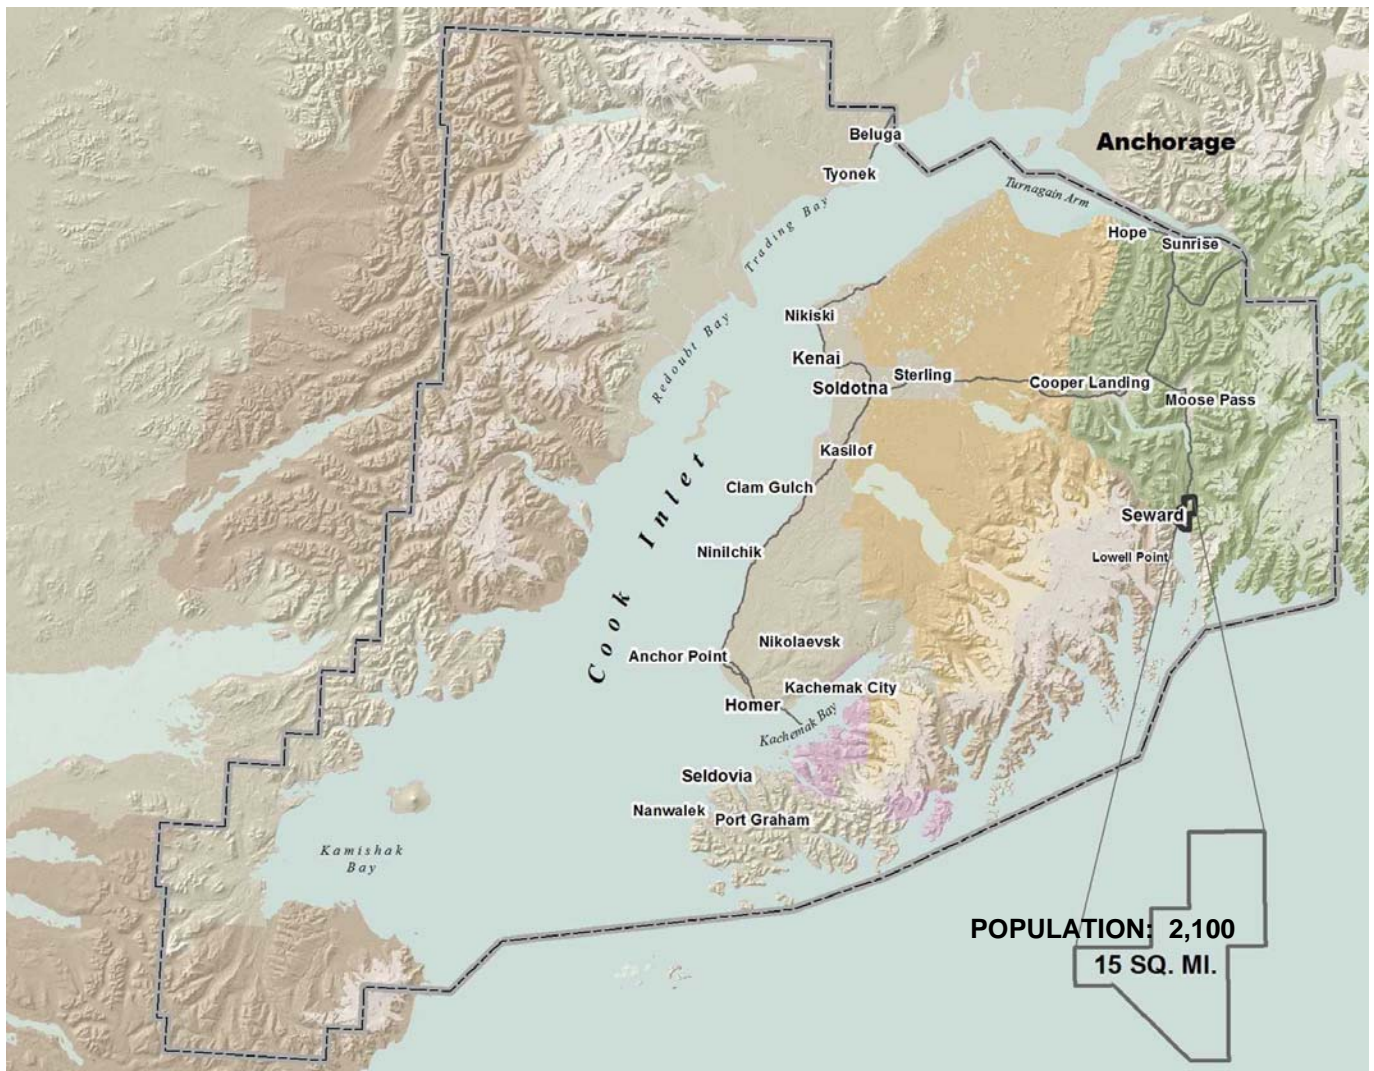 Beluga
Anchorage
Tyonek
Turnagain Arm
Trading Bay
Hope
Sunrise
Nikiski
Redoubt Bay
Kenai
Sterling
Soldotna
Cooper Landing
Moose Pass
Kasilof
Clam Gulch
Cook Inlet
Seward
Ninilchik
Lowell Point
Nikolaevsk
Anchor Point
Kachemak City
Homer
Kachemak Bay
Seldovia
Nanwalek
Port Graham
Kamishak
Bay
POPULATION: 2,100
15 SQ. MI.